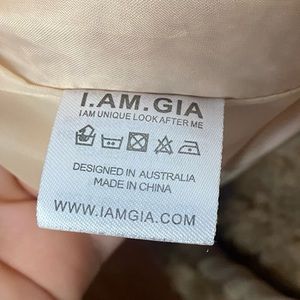 I.AM.GIA
I AM UNIQUE LOOK AFTER ME
DESIGNED IN AUSTRALIA
MADE IN CHINA
WWW.IAMGIA.COM